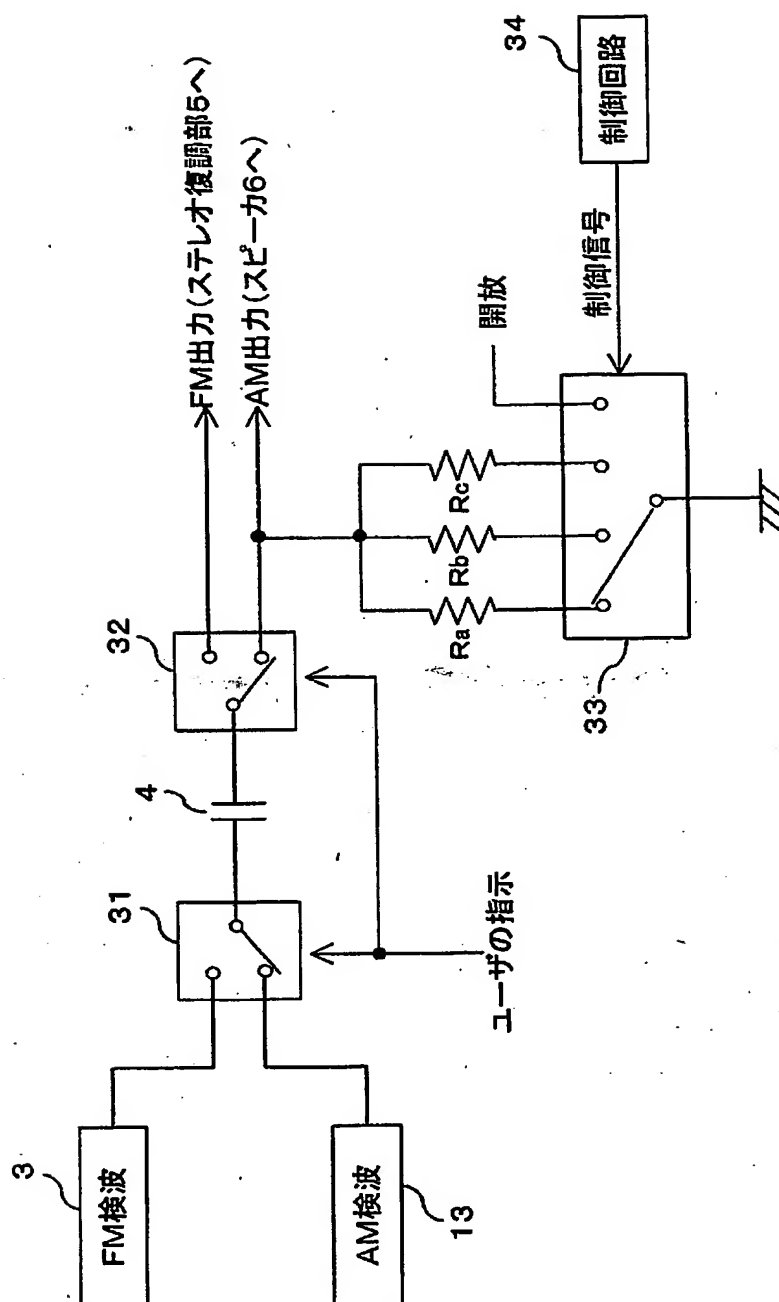 3
FM検波
AM検波
13
31
4
32
ユーザの指示
FM出力(ステレオ復調部5へ)
AM出力(スピーカ6へ)
Ra
Rb
Rc
開放
33
制御信号
34
制御回路